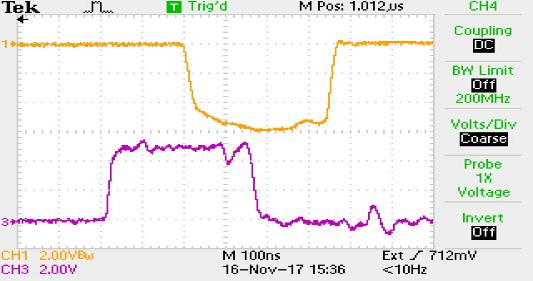 Tek T Trig'd M Pos: 1.012µs CH4
Coupling
DC
BW Limit
Off
200MHz
Volts/Div
Coarse
Probe
1X
Voltage
Invert
Off
1
3
CH1 2.00VBw M 100ns Ext 712mV
CH3 2.00V 16-Nov-17 15:36 <10Hz